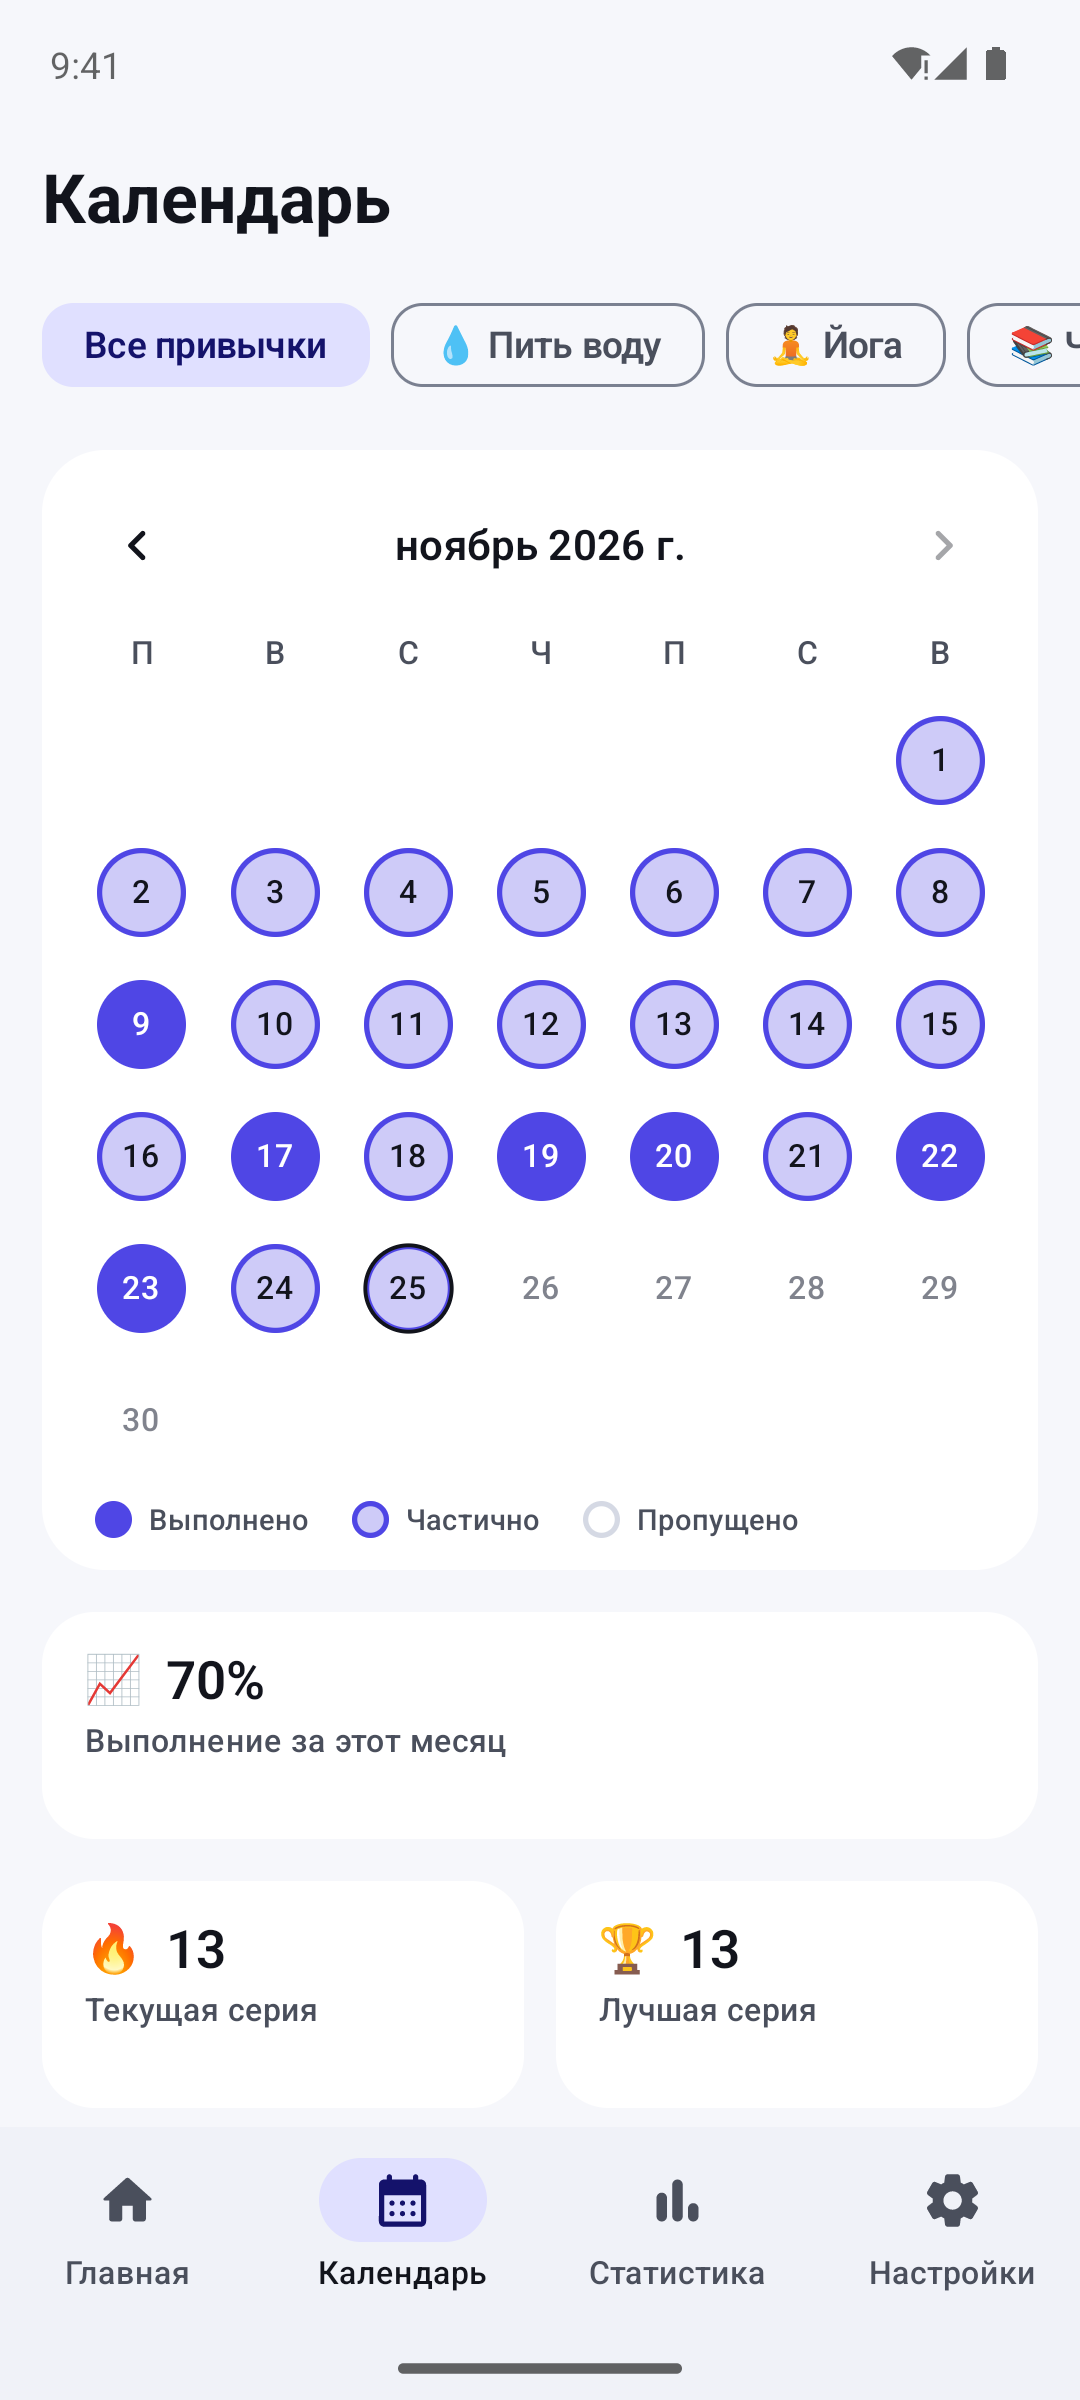 9:41
Календарь
Все привычки
Пить воду
Йога
ноябрь 2026 г.
П В С Ч П С В
1
2 3 4 5 6 7 8
9 10 11 12 13 14 15
16 17 18 19 20 21 22
23 24 25 26 27 28 29
30
Выполнено Частично Пропущено
70%
Выполнение за этот месяц
13
Текущая серия
13
Лучшая серия
Главная Календарь Статистика Настройки